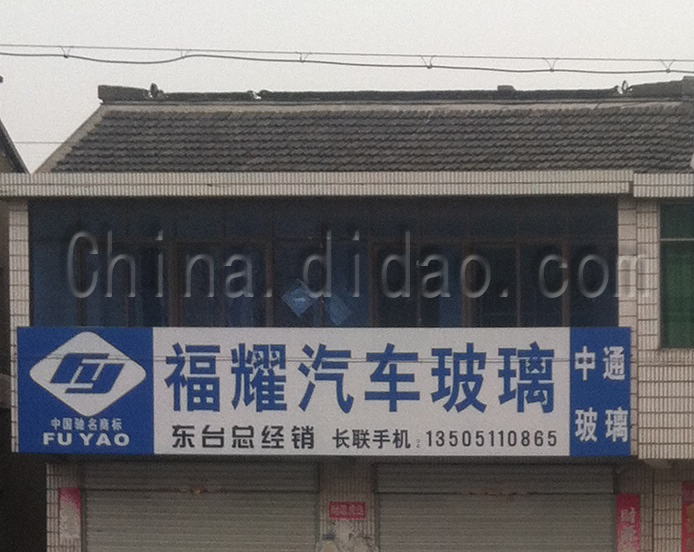 China.didao.com
FY
中国驰名商标
FU YAO
福耀汽车玻璃
东台总经销 长联手机：13505110865
中通
玻璃